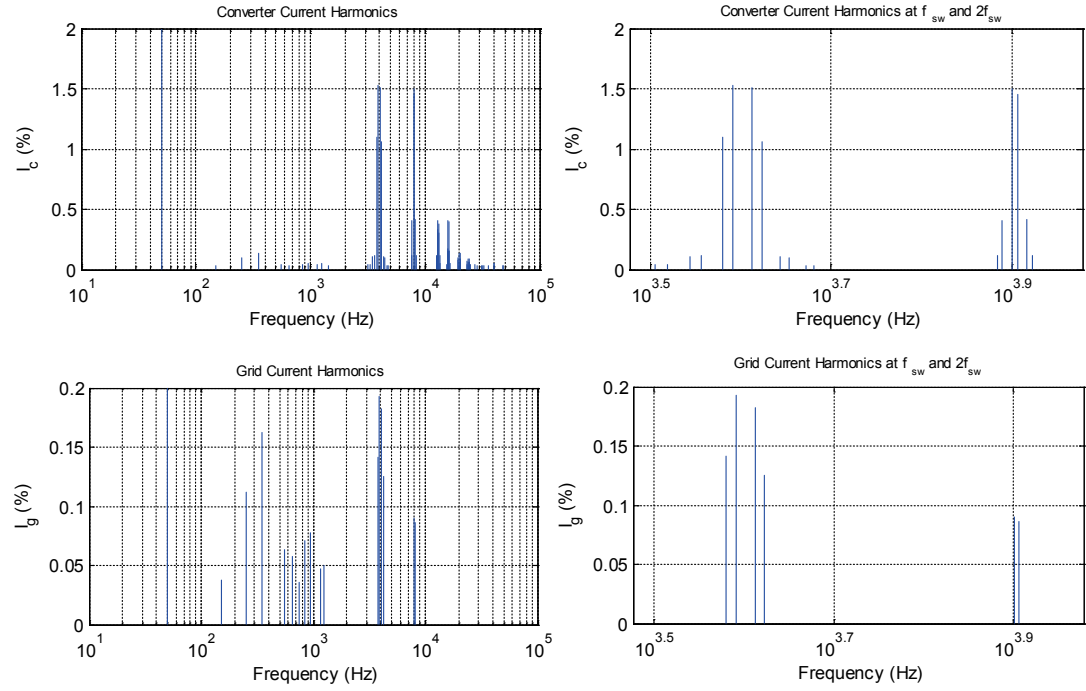 Converter Current Harmonics
2
1.5
1
0.5
0
I_c (%)
10^1 10^2 10^3 10^4 10^5
Frequency (Hz)
Converter Current Harmonics at f_sw and 2f_sw
2
1.5
1
0.5
0
I_c (%)
10^3.5 10^3.7 10^3.9
Frequency (Hz)
Grid Current Harmonics
0.2
0.15
0.1
0.05
0
I_g (%)
10^1 10^2 10^3 10^4 10^5
Frequency (Hz)
Grid Current Harmonics at f_sw and 2f_sw
0.2
0.15
0.1
0.05
0
I_g (%)
10^3.5 10^3.7 10^3.9
Frequency (Hz)